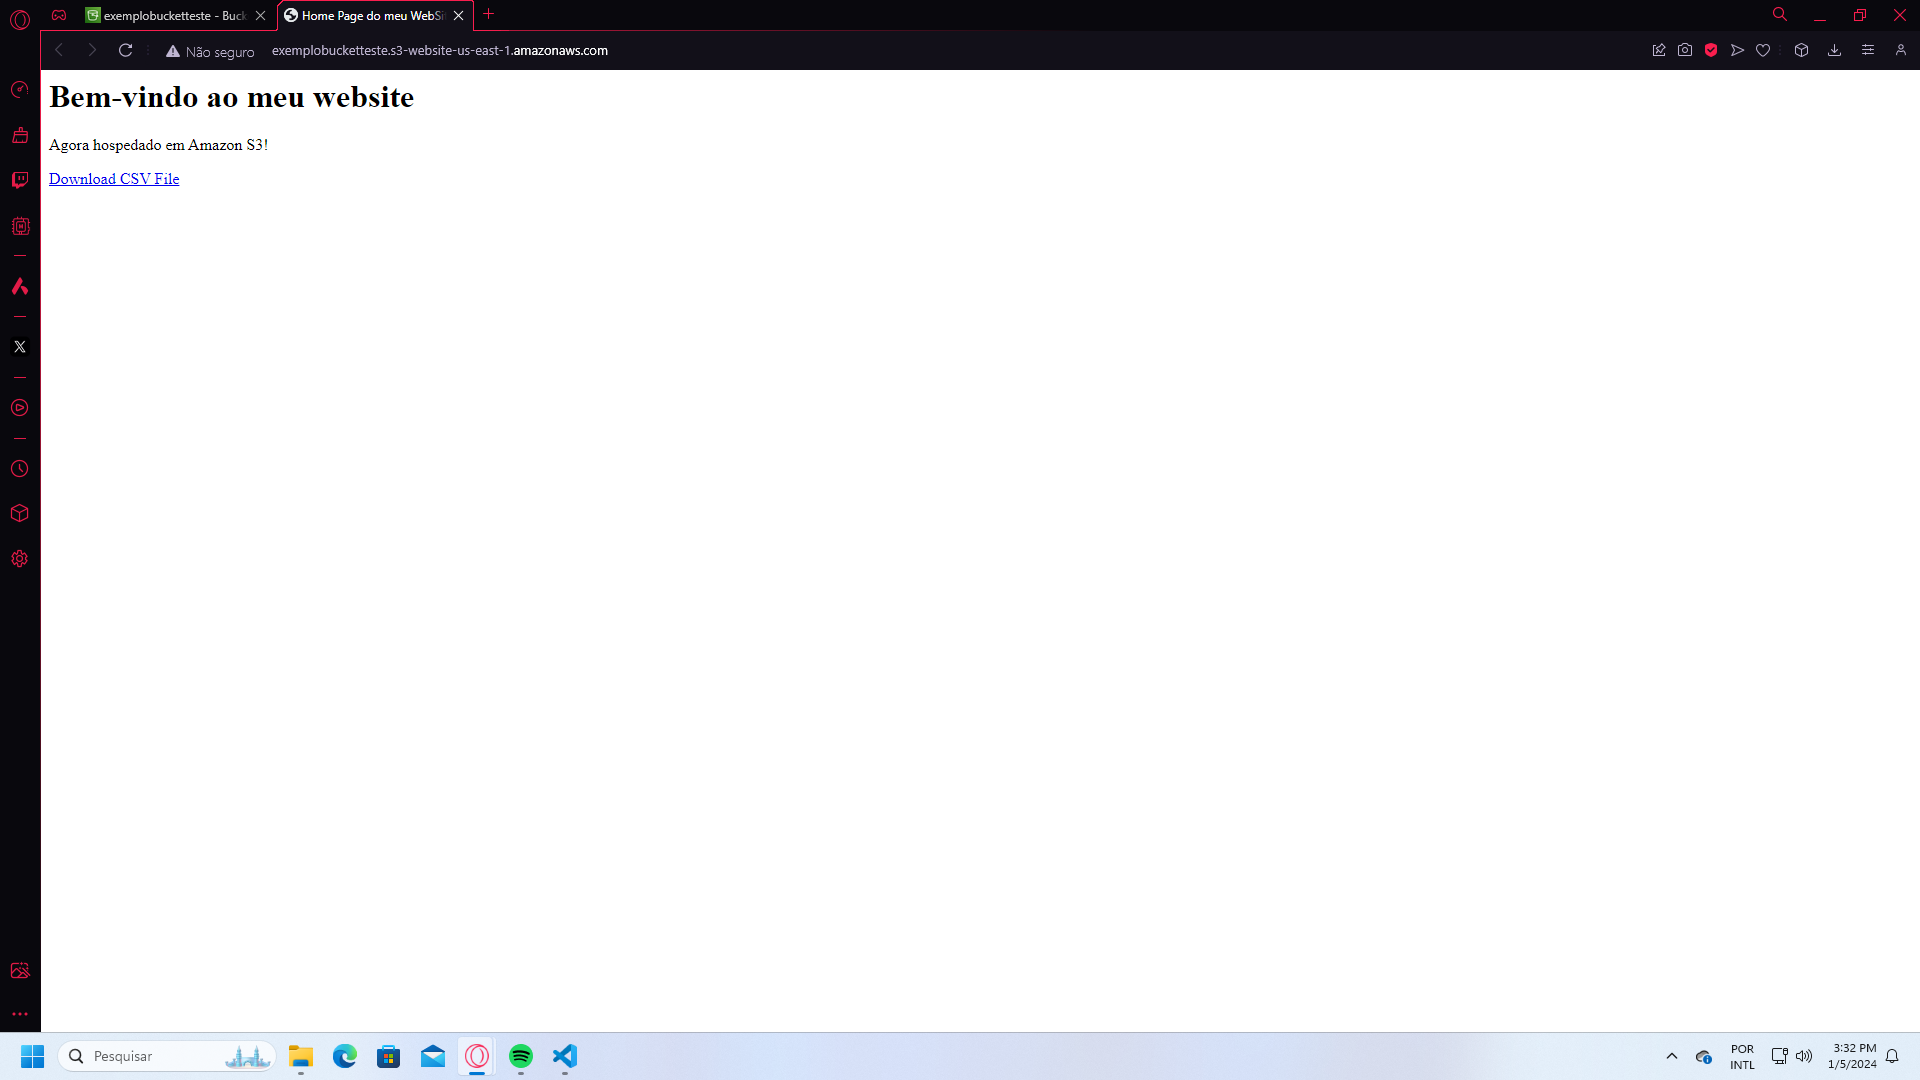 exemplobucketteste - Buck
Home Page do meu WebSi
Não seguro
exemplobucketteste.s3-website-us-east-1.amazonaws.com
Bem-vindo ao meu website
Agora hospedado em Amazon S3!
Download CSV File
Pesquisar
POR
INTL
3:32 PM
1/5/2024